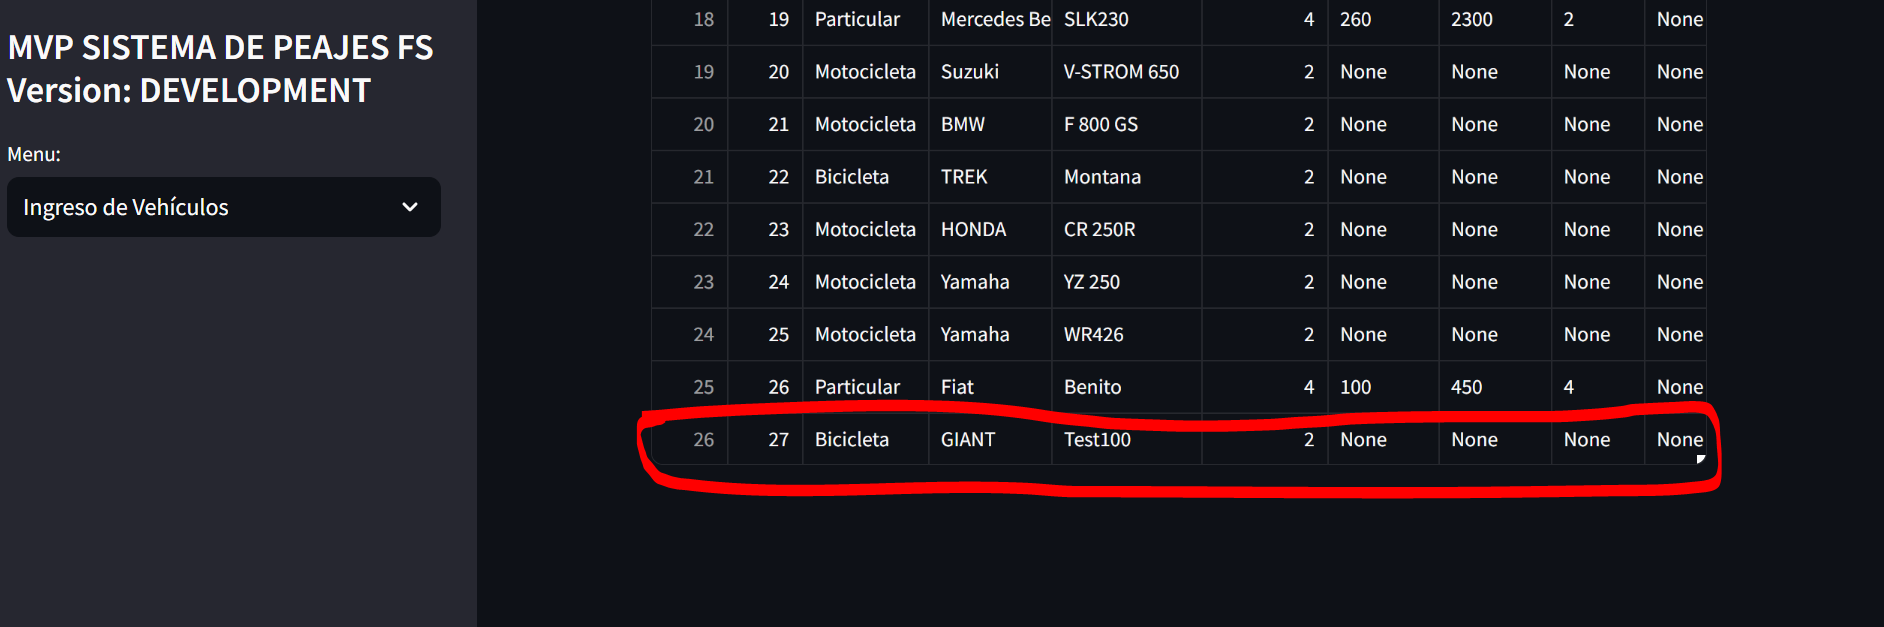 MVP SISTEMA DE PEAJES FS
Version: DEVELOPMENT
Menu:
Ingreso de Vehículos
18 19 Particular Mercedes Be SLK230 4 260 2300 2 None
19 20 Motocicleta Suzuki V-STROM 650 2 None None None None
20 21 Motocicleta BMW F 800 GS 2 None None None None
21 22 Bicicleta TREK Montana 2 None None None None
22 23 Motocicleta HONDA CR 250R 2 None None None None
23 24 Motocicleta Yamaha YZ 250 2 None None None None
24 25 Motocicleta Yamaha WR426 2 None None None None
25 26 Particular Fiat Benito 4 100 450 4 None
26 27 Bicicleta GIANT Test100 2 None None None None